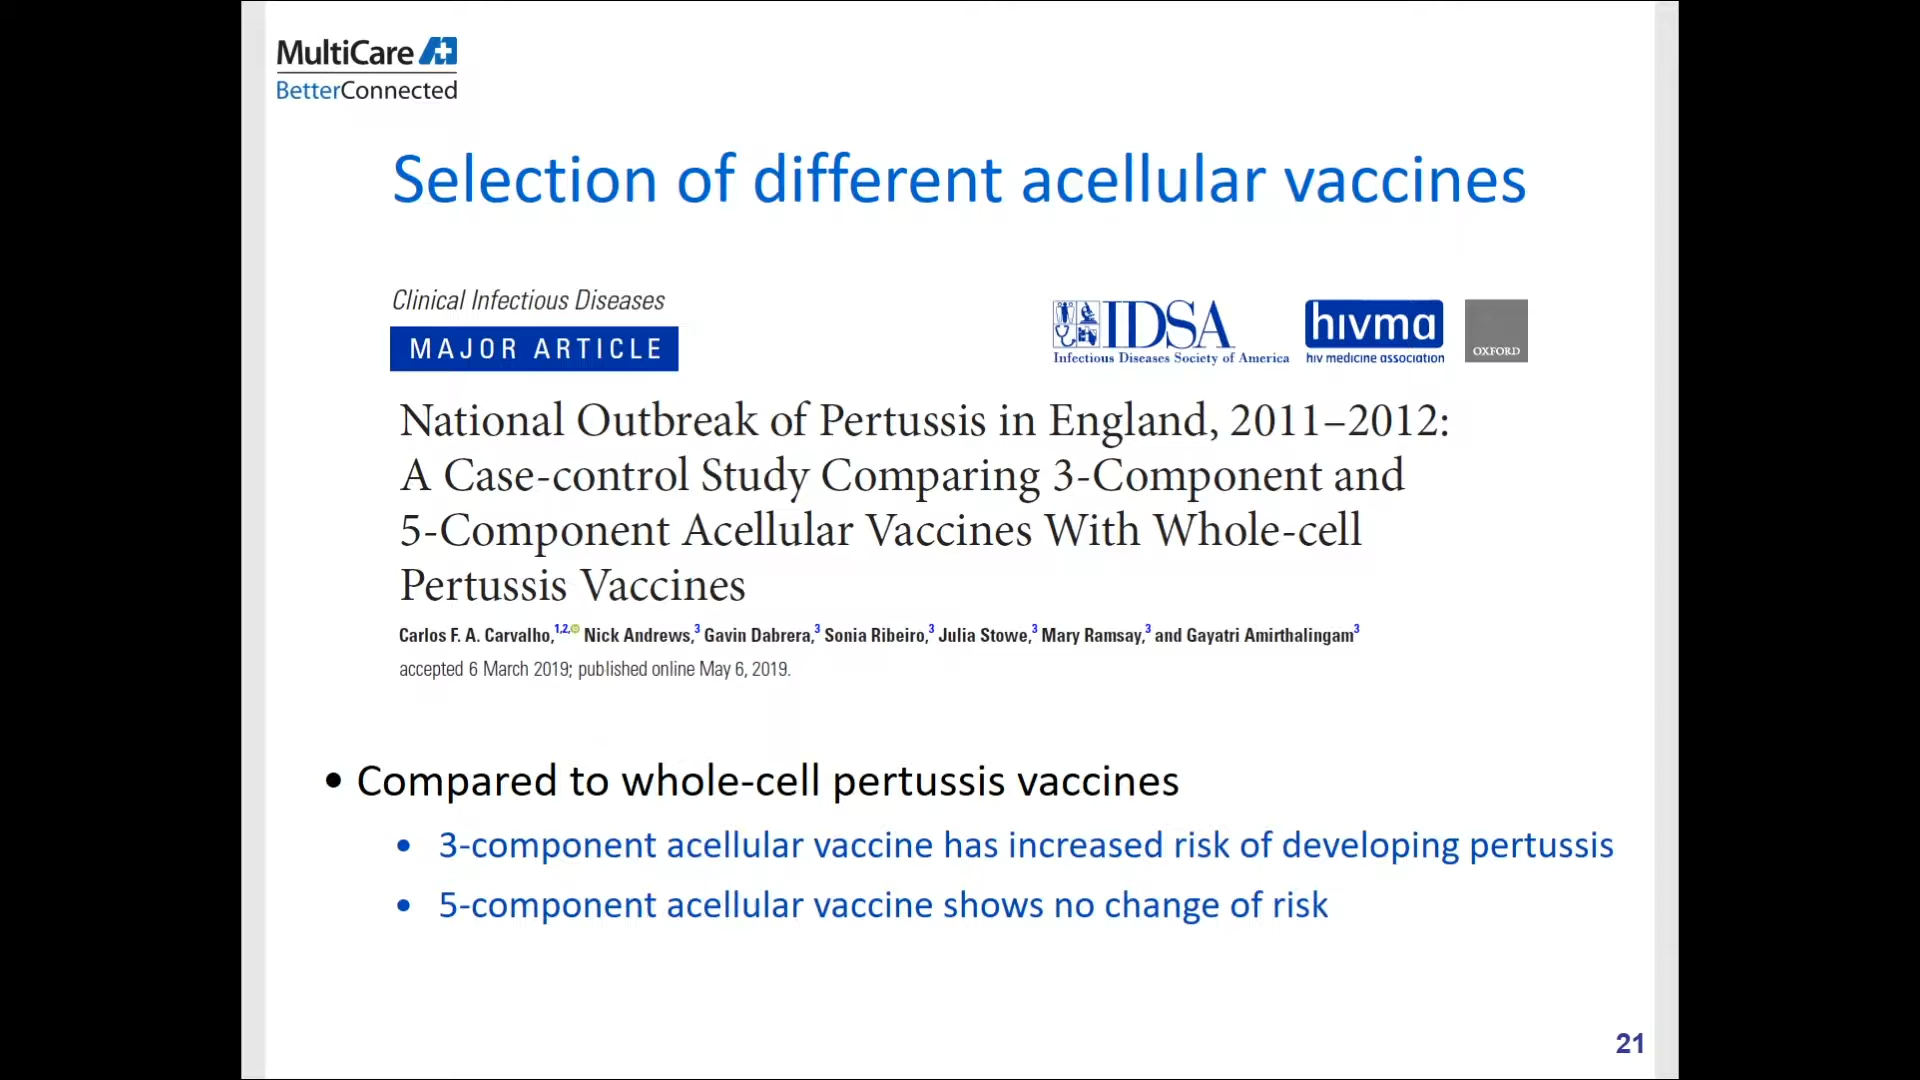 MultiCare
BetterConnected
Selection of different acellular vaccines
Clinical Infectious Diseases
MAJOR ARTICLE
IDSA
Infectious Diseases Society of America
hivma
hiv medicine association
OXFORD
National Outbreak of Pertussis in England, 2011–2012:
A Case-control Study Comparing 3-Component and
5-Component Acellular Vaccines With Whole-cell
Pertussis Vaccines
Carlos F. A. Carvalho,1,2, Nick Andrews,3 Gavin Dabrera,3 Sonia Ribeiro,3 Julia Stowe,3 Mary Ramsay,3 and Gayatri Amirthalingam3
accepted 6 March 2019; published online May 6, 2019.
• Compared to whole-cell pertussis vaccines
• 3-component acellular vaccine has increased risk of developing pertussis
• 5-component acellular vaccine shows no change of risk
21